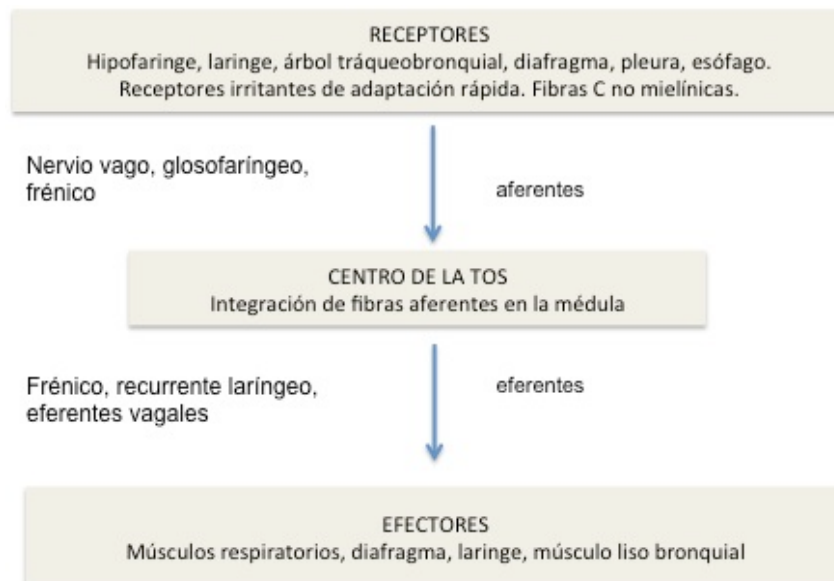 RECEPTORES
Hipofaringe, laringe, árbol tráqueobronquial, diafragma, pleura, esófago.
Receptores irritantes de adaptación rápida. Fibras C no mielínicas.
Nervio vago, glosofaríngeo,
frénico
aferentes
CENTRO DE LA TOS
Integración de fibras aferentes en la médula
Frénico, recurrente laríngeo,
eferentes vagales
eferentes
EFECTORES
Músculos respiratorios, diafragma, laringe, músculo liso bronquial